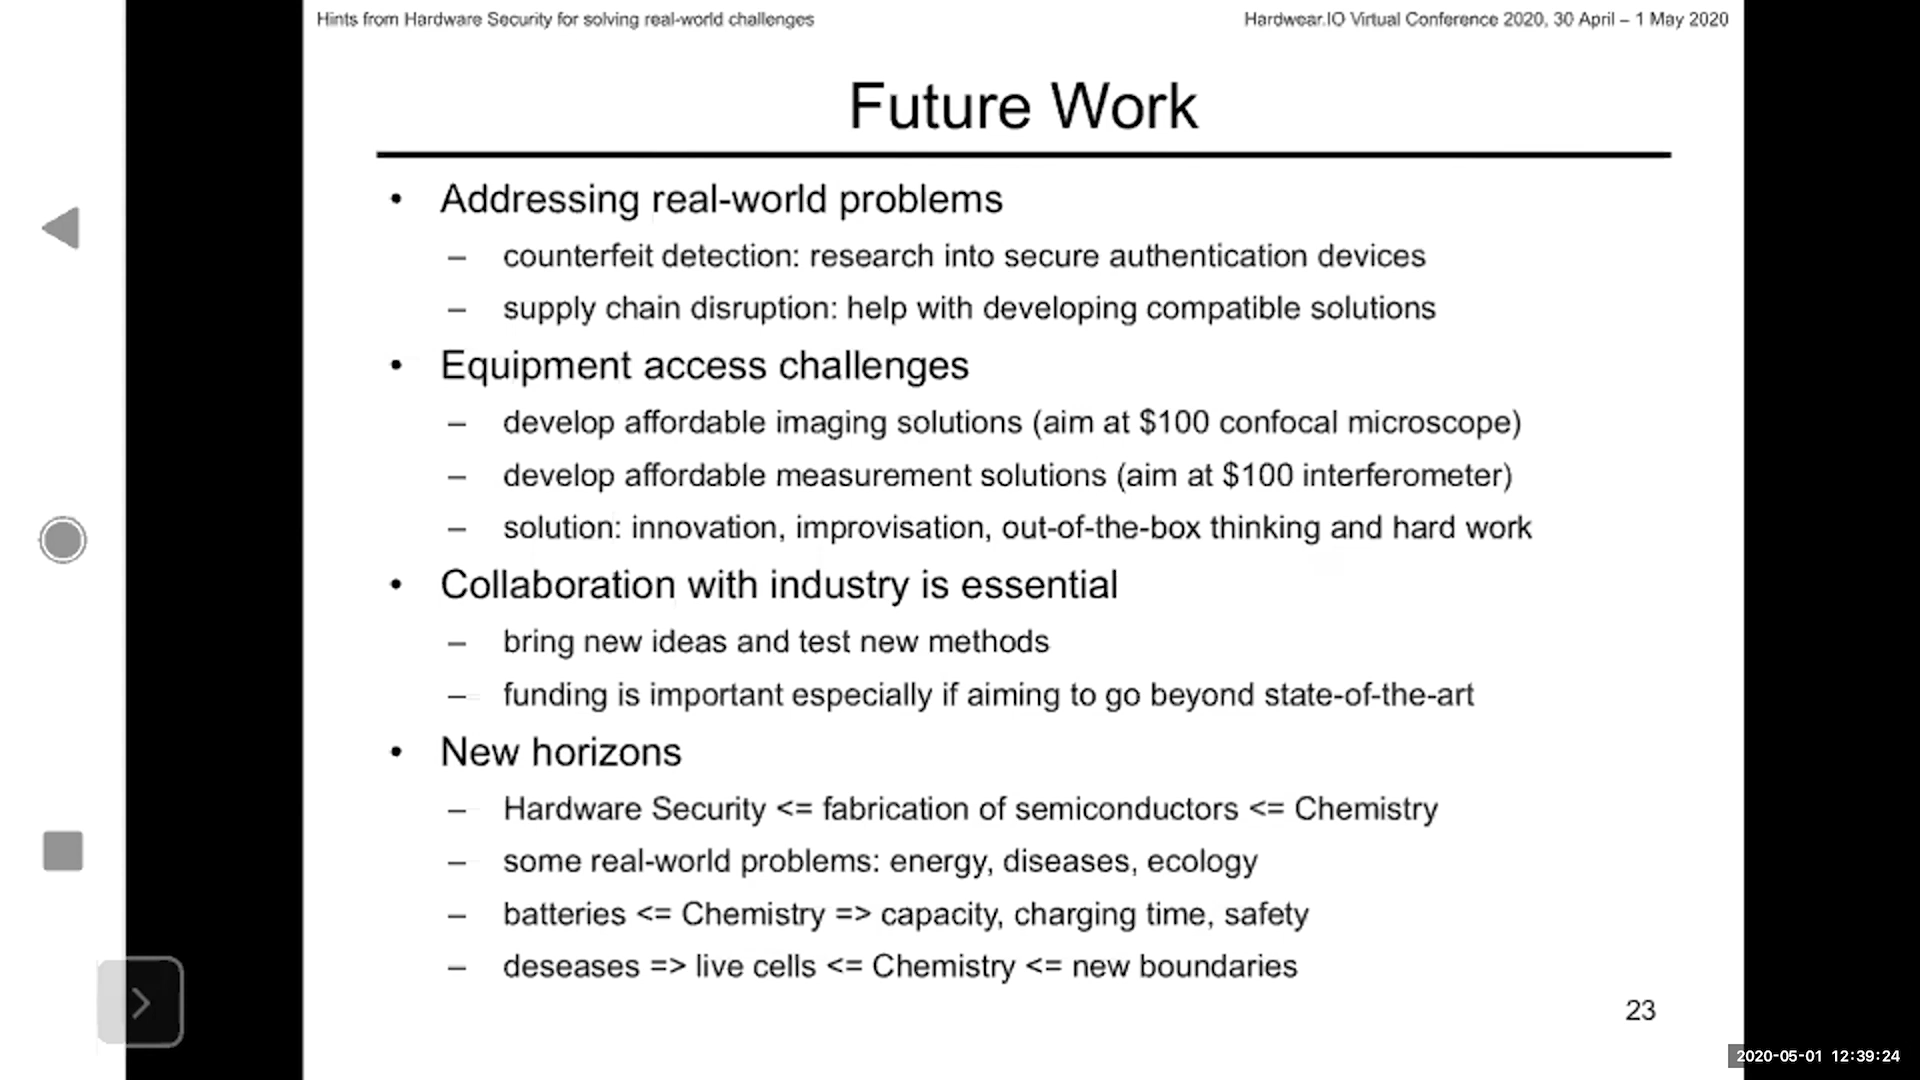 Hints from Hardware Security for solving real-world challenges
Hardwear.IO Virtual Conference 2020, 30 April – 1 May 2020
Future Work
• Addressing real-world problems
– counterfeit detection: research into secure authentication devices
– supply chain disruption: help with developing compatible solutions
• Equipment access challenges
– develop affordable imaging solutions (aim at $100 confocal microscope)
– develop affordable measurement solutions (aim at $100 interferometer)
– solution: innovation, improvisation, out-of-the-box thinking and hard work
• Collaboration with industry is essential
– bring new ideas and test new methods
– funding is important especially if aiming to go beyond state-of-the-art
• New horizons
– Hardware Security <= fabrication of semiconductors <= Chemistry
– some real-world problems: energy, diseases, ecology
– batteries <= Chemistry => capacity, charging time, safety
– deseases => live cells <= Chemistry <= new boundaries
23
2020-05-01 12:39:24